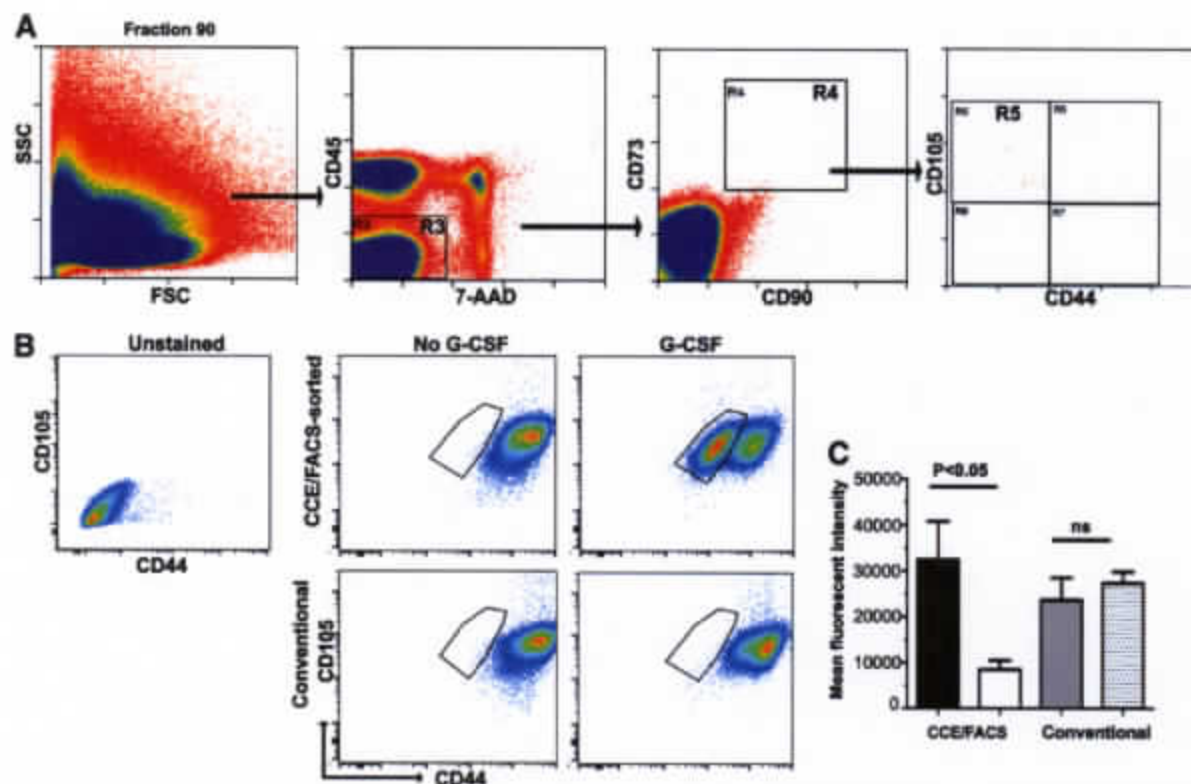 A
Fraction 90
SSC
FSC
CD45
R3
7-AAD
CD73
R4
R4
CD90
CD105
R5
R7
CD44
B
Unstained
No G-CSF
G-CSF
CD105
CD44
CCE/FACS-sorted
Conventional
CD105
CD44
C
Mean fluorescent intensity
P<0.05
ns
50000
40000
30000
20000
10000
0
CCE/FACS
Conventional